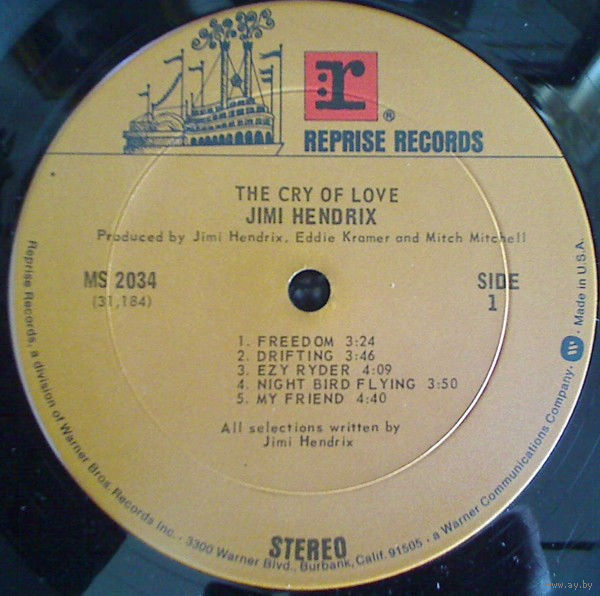 r ®
REPRISE RECORDS
THE CRY OF LOVE
JIMI HENDRIX
Produced by Jimi Hendrix, Eddie Kramer and Mitch Mitchell
MS 2034
(31,184)
SIDE
1
1. FREEDOM 3:24
2. DRIFTING 3:46
3. EZY RYDER 4:09
4. NIGHT BIRD FLYING 3:50
5. MY FRIEND 4:40
All selections written by
Jimi Hendrix
STEREO
Reprise Records, a division of Warner Bros. Records Inc. · 3300 Warner Blvd., Burbank, Calif. 91505 · a Warner Communications Company · W · Made in U.S.A.
www.ay.by